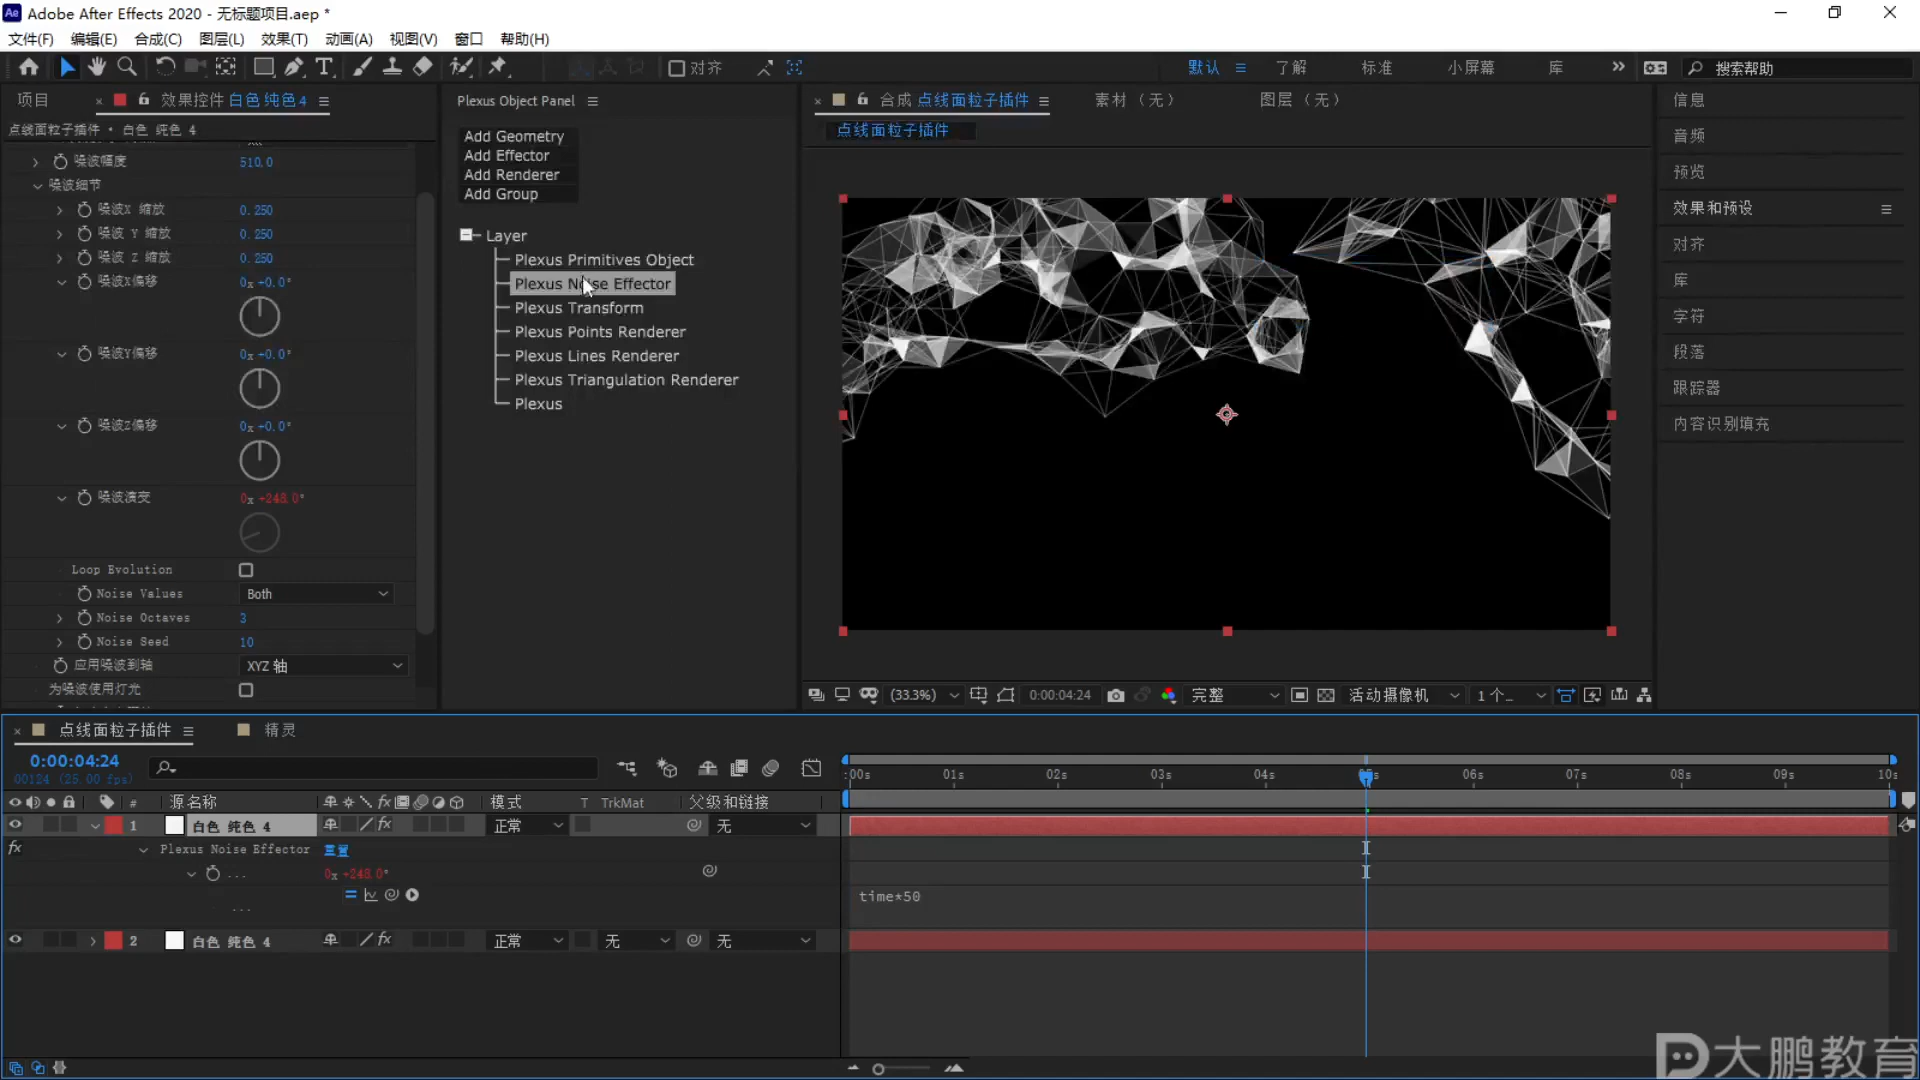 Adobe After Effects 2020 - 无标题项目.aep *
文件(F) 编辑(E) 合成(C) 图层(L) 效果(T) 动画(A) 视图(V) 窗口 帮助(H)
对齐 默认 了解 标准 小屏幕 库 搜索帮助
项目 效果控件 白色 纯色 4
点线面粒子插件 • 白色 纯色 4
噪波幅度 510.0
噪波细节
噪波X 缩放 0.250
噪波 Y 缩放 0.250
噪波 Z 缩放 0.250
噪波X偏移 0x+0.0°
噪波Y偏移 0x+0.0°
噪波Z偏移 0x+0.0°
噪波演变 0x+248.0°
Loop Evolution
Noise Values Both
Noise Octaves 3
Noise Seed 10
应用噪波到轴 XYZ 轴
为噪波使用灯光
Plexus Object Panel
Add Geometry
Add Effector
Add Renderer
Add Group
Layer
Plexus Primitives Object
Plexus Noise Effector
Plexus Transform
Plexus Points Renderer
Plexus Lines Renderer
Plexus Triangulation Renderer
Plexus
合成 点线面粒子插件 素材 (无) 图层 (无)
点线面粒子插件
(33.3%) 0:00:04:24 完整 活动摄像机 1个...
信息
音频
预览
效果和预设
对齐
库
字符
段落
跟踪器
内容识别填充
点线面粒子插件 精灵
0:00:04:24
00124 (25.00 fps)
:00s 01s 02s 03s 04s 05s 06s 07s 08s 09s 10s
# 源名称 fx 模式 T TrkMat 父级和链接
1 白色 纯色 4 fx 正常 无
fx Plexus Noise Effector 重置
... 0x+248.0°
... time*50
2 白色 纯色 4 fx 正常 无 无
大鹏教育